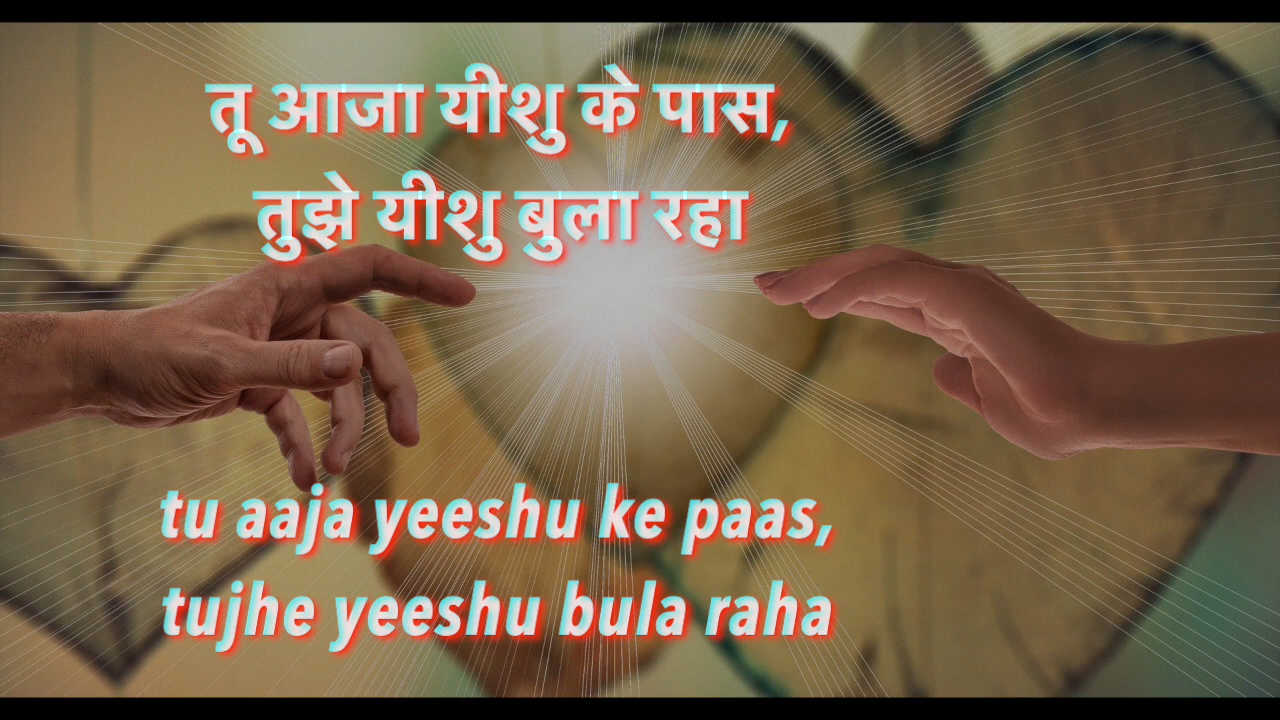 तू आजा यीशु के पास,
तुझे यीशु बुला रहा
tu aaja yeeshu ke paas,
tujhe yeeshu bula raha